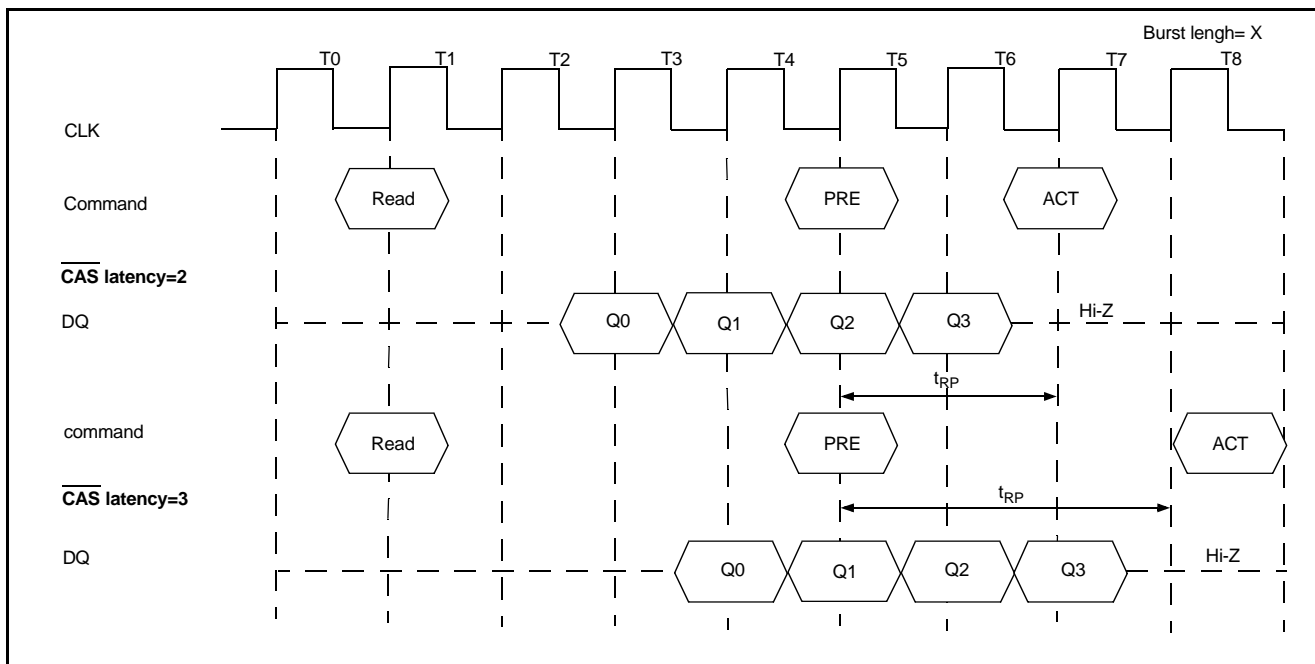 Burst lengh= X
T0 T1 T2 T3 T4 T5 T6 T7 T8
CLK
Command Read PRE ACT
CAS latency=2
DQ Q0 Q1 Q2 Q3 Hi-Z
tRP
command Read PRE ACT
CAS latency=3
tRP
DQ Q0 Q1 Q2 Q3 Hi-Z